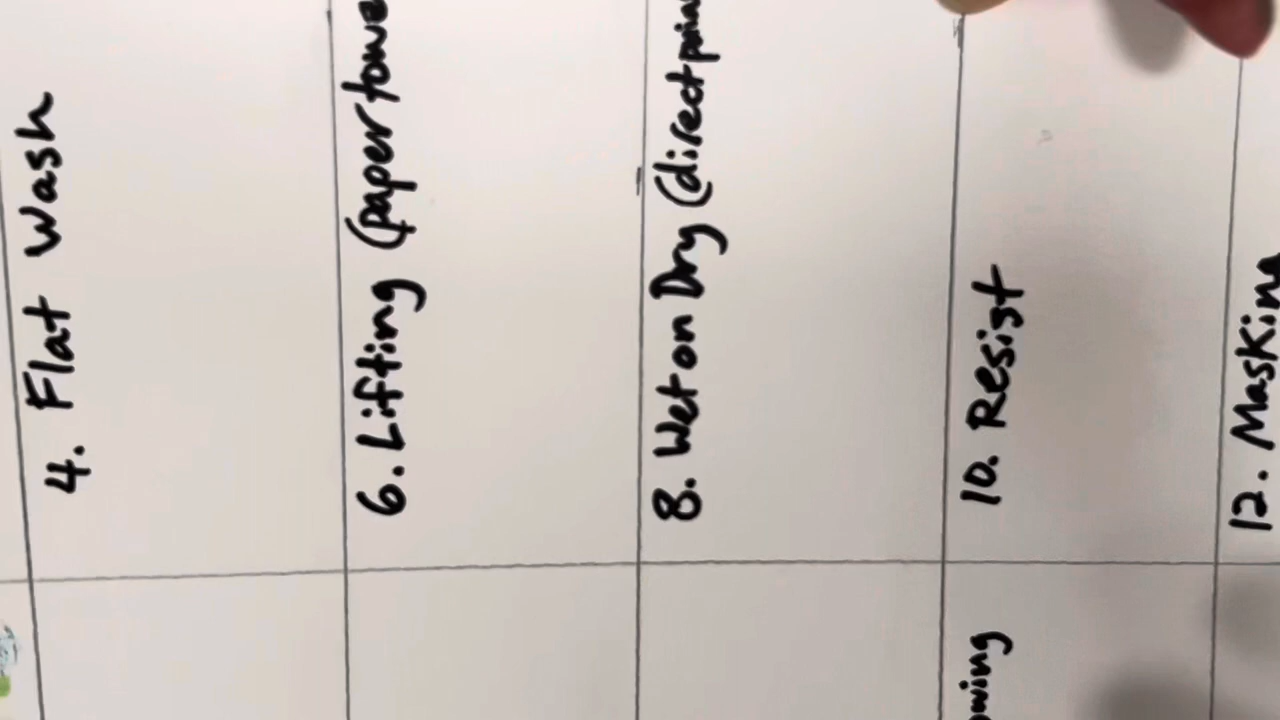 4. Flat Wash
6. Lifting (paper towe
8. Wet on Dry (direct pain
10. Resist
12. Maskin
owing